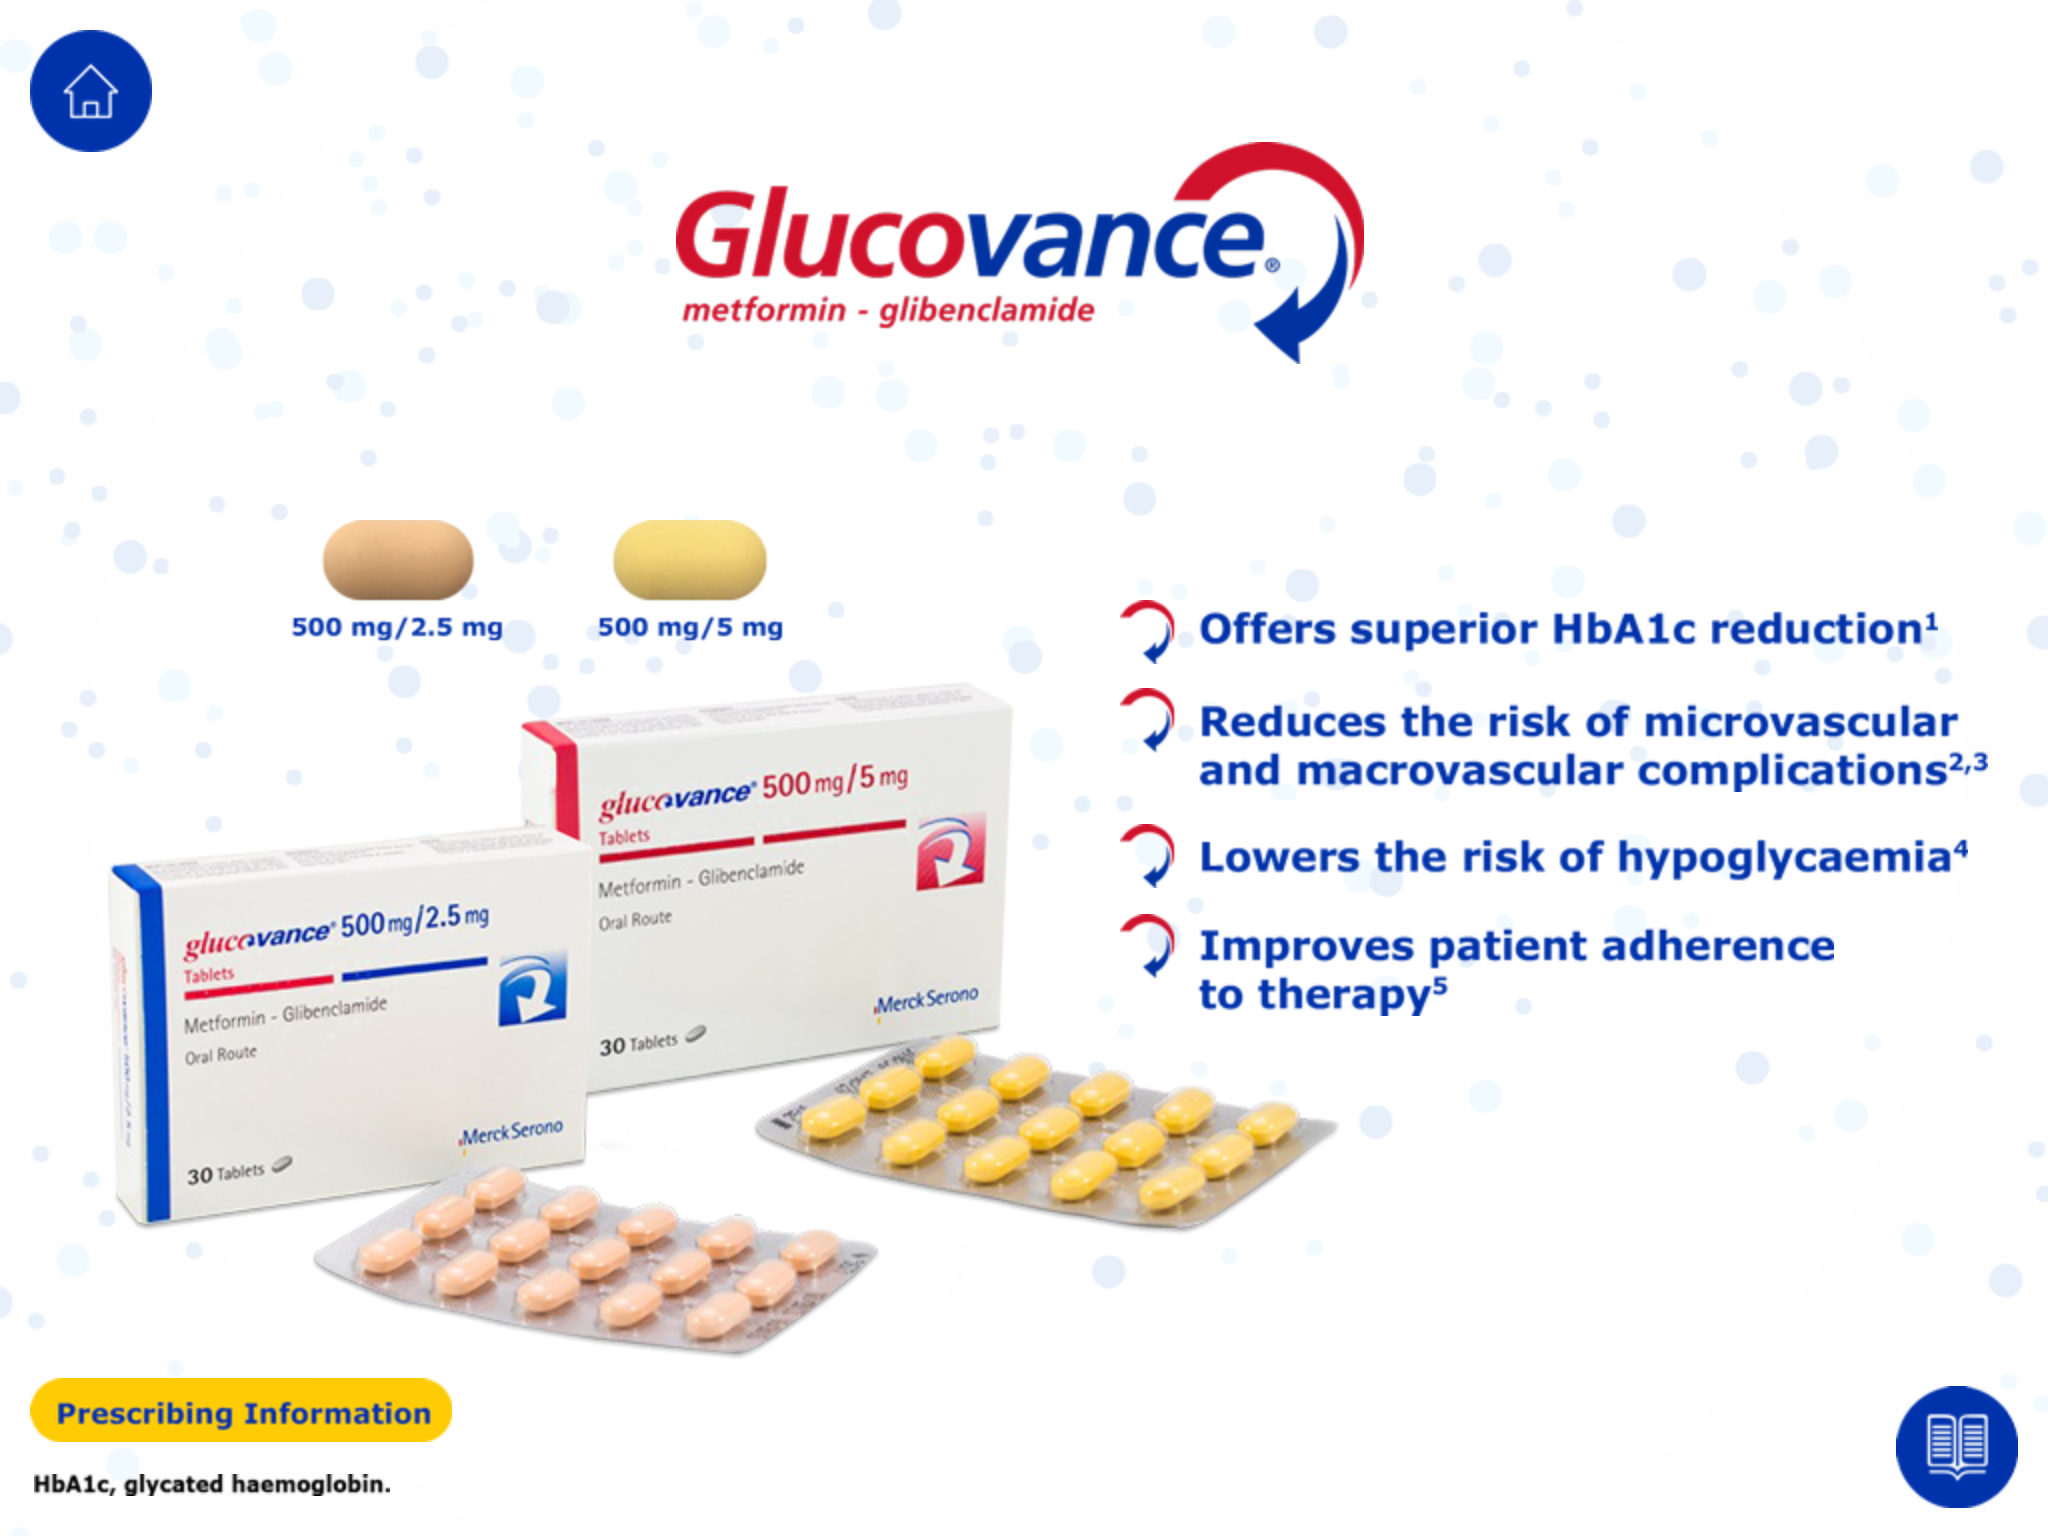 Glucovance®
metformin - glibenclamide
500 mg/2.5 mg
500 mg/5 mg
Offers superior HbA1c reduction¹
Reduces the risk of microvascular
and macrovascular complications²,³
Lowers the risk of hypoglycaemia⁴
Improves patient adherence
to therapy⁵
glucovance® 500 mg/5 mg
Tablets
Metformin - Glibenclamide
Oral Route
MerckSerono
30 Tablets
glucovance® 500 mg/2.5 mg
Tablets
Metformin - Glibenclamide
Oral Route
MerckSerono
30 Tablets
Prescribing Information
HbA1c, glycated haemoglobin.